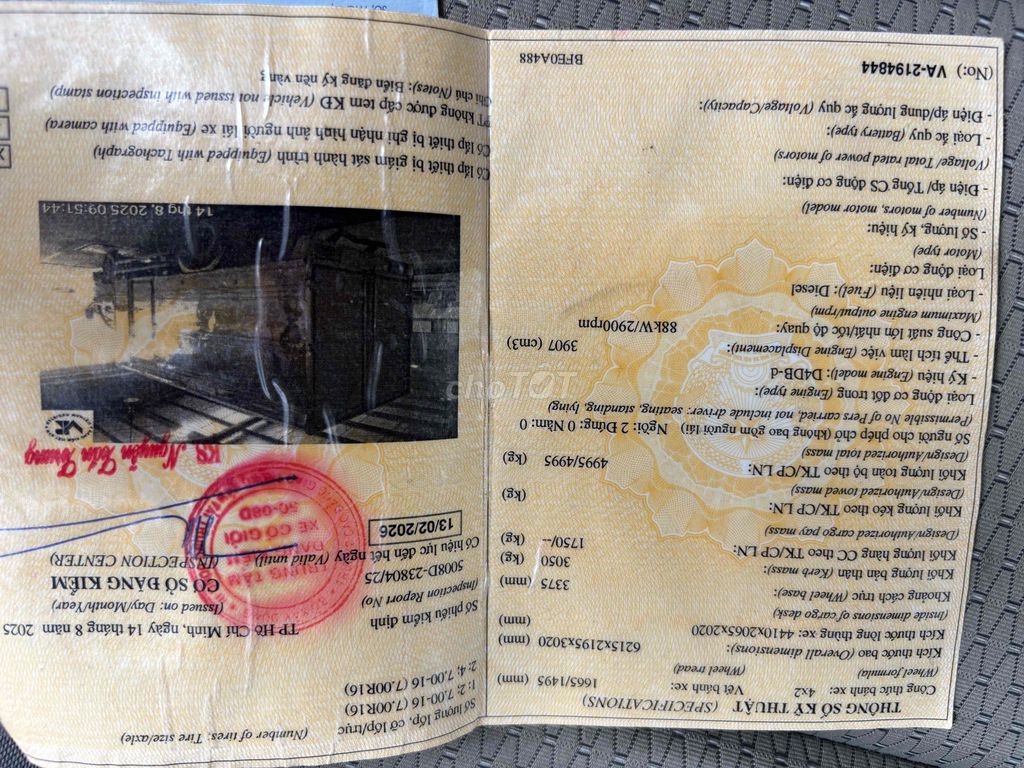 THÔNG SỐ KỸ THUẬT (SPECIFICATIONS)
Công thức bánh xe: 4x2 Vết bánh xe: 1665/1495 (mm)
(Wheel formula) (Wheel tread)
Kích thước bao (Overall dimensions): 6215x2195x3020 (mm)
Kích thước lòng thùng xe: 4410x2065x2020 (mm)
(Inside dimensions of cargo desk)
Khoảng cách trục (Wheel base): 3375 (mm)
Khối lượng bản thân (Kerb mass): 3050 (kg)
Khối lượng hàng CC theo TK/CP LN: 1750/-- (kg)
(Design/Authorized cargo pay mass)
Khối lượng kéo theo TK/CP LN: (kg)
(Design/Authorized towed mass)
Khối lượng toàn bộ theo TK/CP LN: 4995/4995 (kg)
(Design/Authorized total mass)
Số người cho phép chở (không bao gồm người lái) Ngồi: 2 Đứng: 0 Nằm: 0
(Permissible No of Pers carried, not include driver: seating, standing, lying)
Loại động cơ đốt trong (Engine type):
- Ký hiệu (Engine model): D4DB-d
- Thể tích làm việc (Engine Displacement): 3907 (cm3)
- Công suất lớn nhất/tốc độ quay: 88kW/2900rpm
(Maximum output engine/rpm)
- Loại nhiên liệu (Fuel): Diesel
Loại động cơ điện:
(Motor type)
- Số lượng, ký hiệu:
(Number of motors, motor model)
- Điện áp/ Tổng CS động cơ điện:
(Voltage/ Total rated power of motors)
- Loại ắc quy (Battery type):
- Điện áp/dung lượng ắc quy (Voltage/Capacity):
(No:) VA-2194844 BFE0A488
Số lượng lốp, cỡ lốp/trục (Number of tires: Tire size/axle)
1: 2; 7.00-16 (7.00R16)
2: 4; 7.00-16 (7.00R16)
TP Hồ Chí Minh, ngày 14 tháng 8 năm 2025
Số phiếu kiểm định (Issued on: Day/Month/Year)
(Inspection Report No) CƠ SỞ ĐĂNG KIỂM
5008D-23804/25 (INSPECTION CENTER)
Có hiệu lực đến hết ngày (Valid until)
13/02/2026
TRUNG TÂM
XE CƠ GIỚI
50-08D
KS. Nguyễn Tấn Trung
14 thg 8, 2025 09:51:44
Có lắp thiết bị giám sát hành trình (Equipped with Tachograph) X
Có lắp thiết bị ghi nhận hình ảnh người lái xe (Equipped with camera)
PT không được cấp tem KĐ (Vehicle not issued with inspection stamp)
Ghi chú (Notes): Biển đăng ký nền vàng
chợTỐT